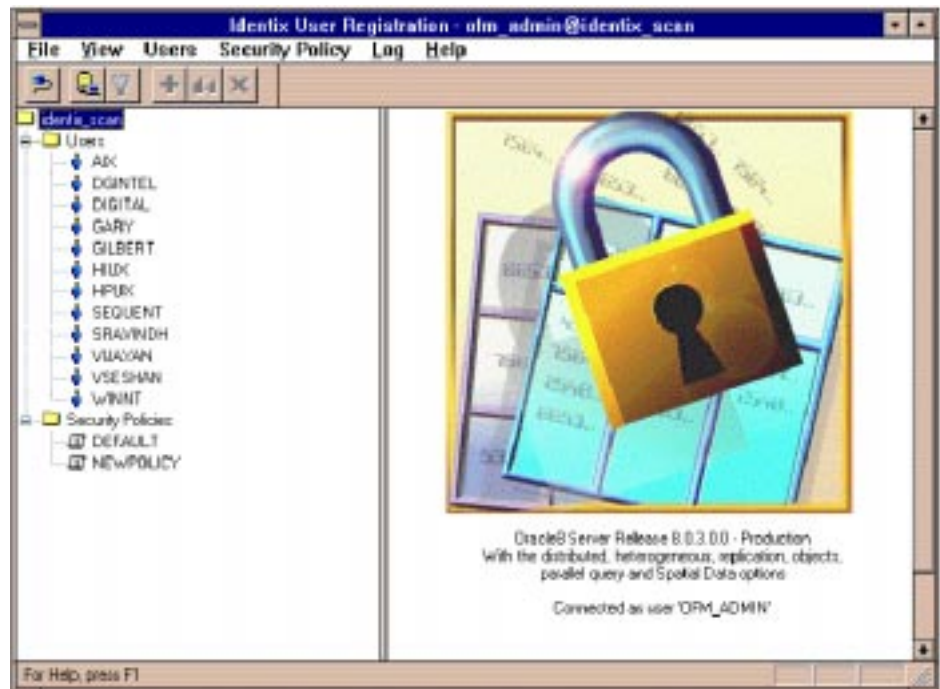 Identix User Registration - ofm_admin@identix_scan
File View Users Security Policy Log Help
identix_scan
Users
AIX
DGINTEL
DIGITAL
GARY
GILBERT
HIUX
HPUX
SEQUENT
SRAVINDH
VIJAYAN
VSESHAN
WINNT
Security Policies
DEFAULT
NEWPOLICY
Oracle8 Server Release 8.0.3.0.0 - Production
With the distributed, heterogeneous, replication, objects,
parallel query and Spatial Data options
Connected as user 'OFM_ADMIN'
For Help, press F1